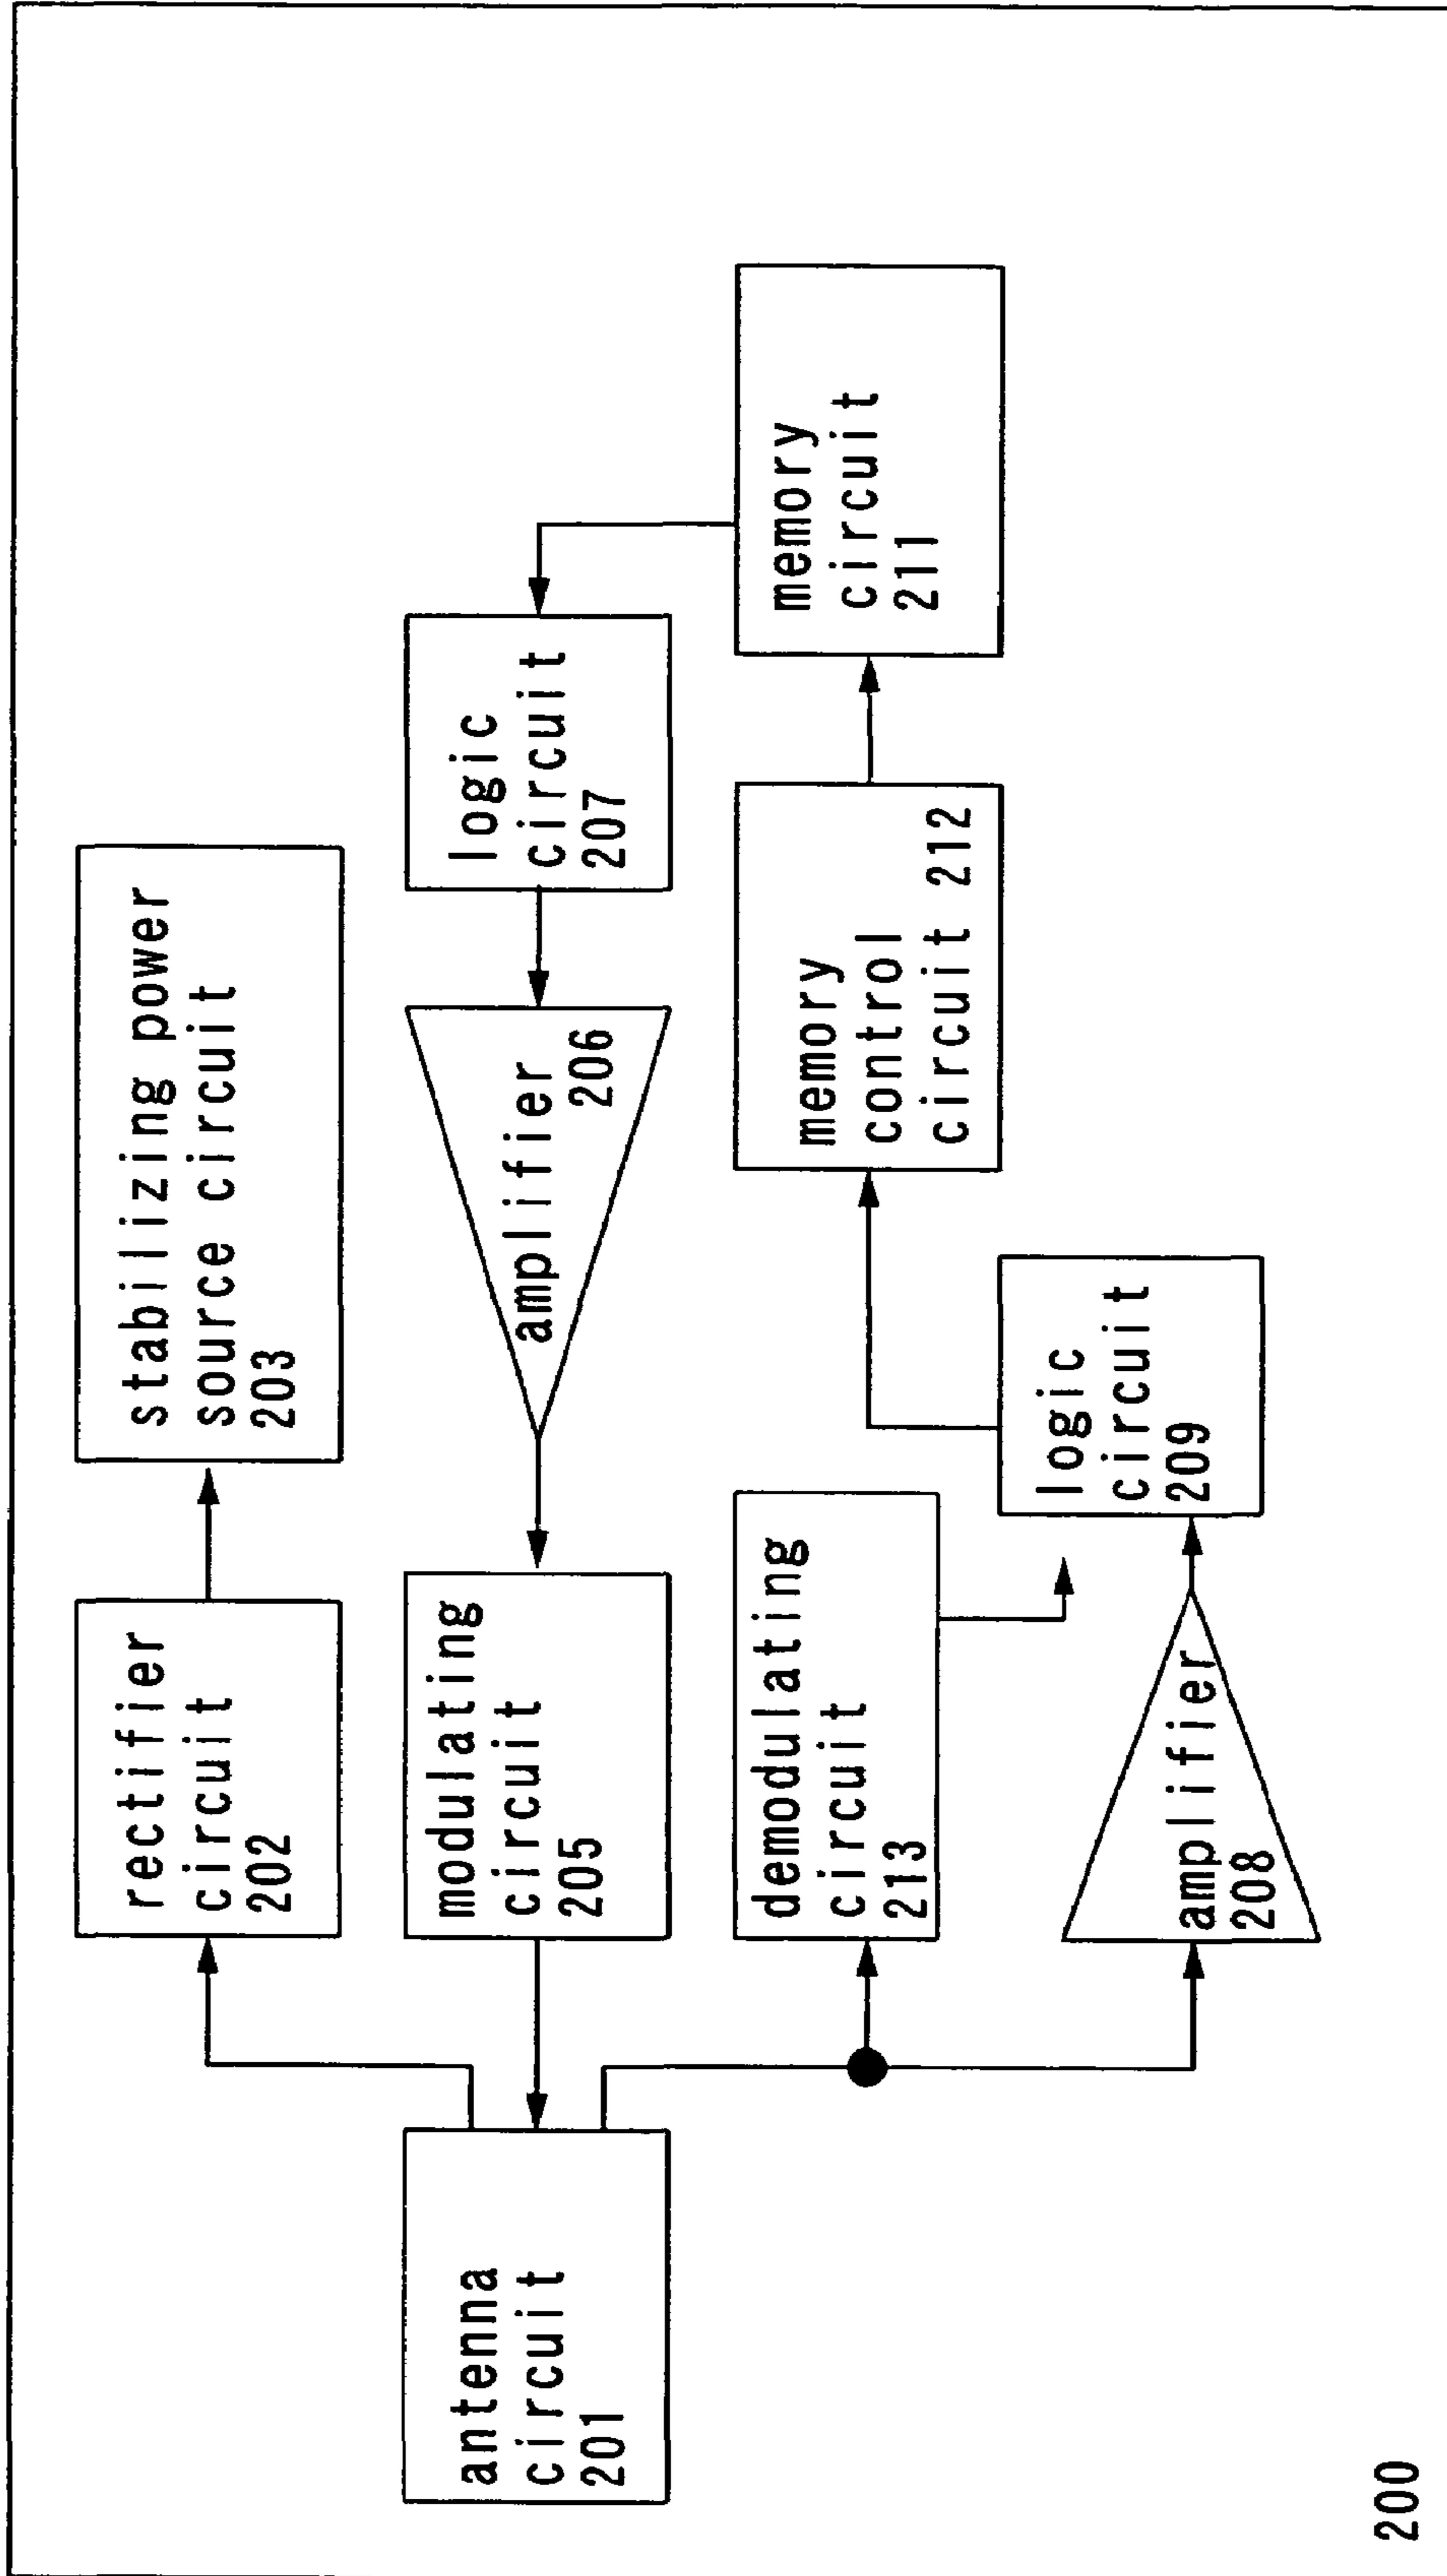 rectifier
circuit
202
stabilizing power
source circuit
203
antenna
circuit
201
modulating
circuit
205
amplifier
206
logic
circuit
207
demodulating
circuit
213
memory
control
circuit 212
memory
circuit
211
amplifier
208
logic
circuit
209
200